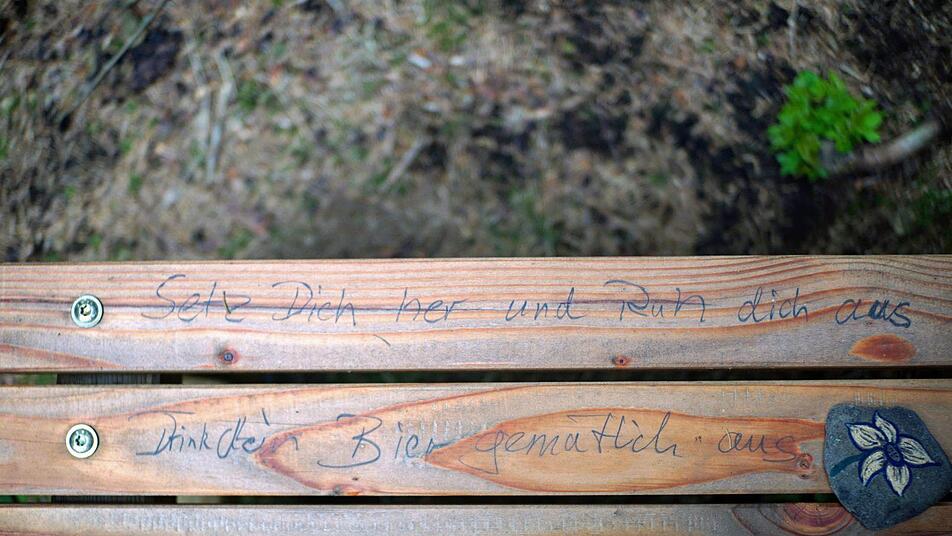 Setz Dich her und Ruh dich aus
Trink dein Bier gemütlich aus